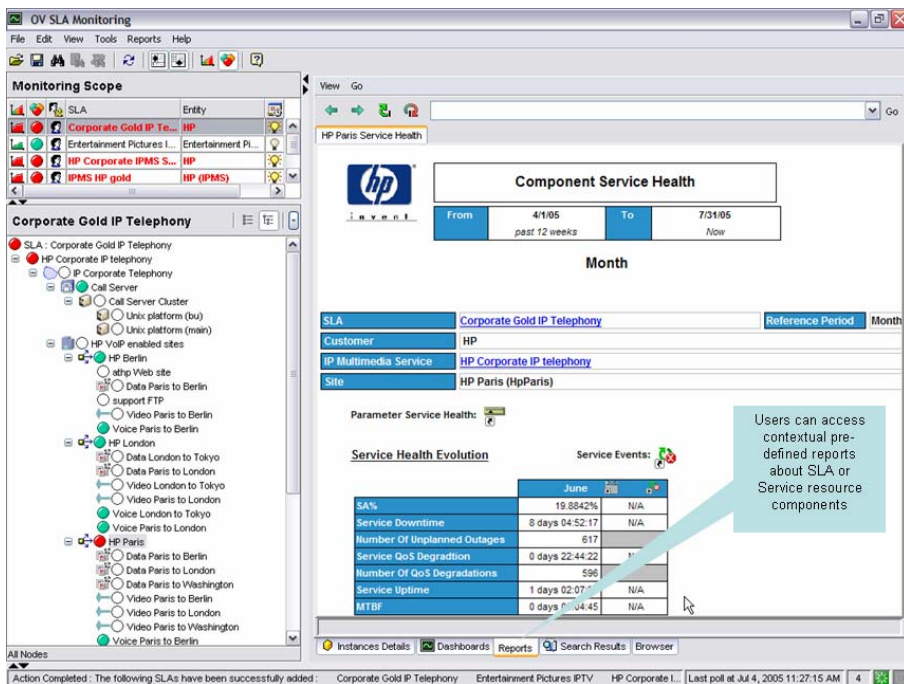 OV SLA Monitoring
File Edit View Tools Reports Help
Monitoring Scope
SLA Entity
Corporate Gold IP Te... HP
Entertainment Pictures I... Entertainment Pi...
HP Corporate IPMS S... HP
IPMS HP gold HP (IPMS)
Corporate Gold IP Telephony
SLA : Corporate Gold IP Telephony
HP Corporate IP telephony
IP Corporate Telephony
Call Server
Call Server Cluster
Unix platform (bu)
Unix platform (main)
HP VoIP enabled sites
HP Berlin
athp Web site
Data Paris to Berlin
support FTP
Video Paris to Berlin
Voice Paris to Berlin
HP London
Data London to Tokyo
Data Paris to London
Video London to Tokyo
Video Paris to London
Voice London to Tokyo
Voice Paris to London
HP Paris
Data Paris to Berlin
Data Paris to London
Data Paris to Washington
Video Paris to Berlin
Video Paris to London
Video Paris to Washington
Voice Paris to Berlin
All Nodes
View Go
Go
HP Paris Service Health
hp
invent
Component Service Health
From 4/1/05 To 7/31/05
past 12 weeks Now
Month
SLA Corporate Gold IP Telephony Reference Period Month
Customer HP
IP Multimedia Service HP Corporate IP telephony
Site HP Paris (HpParis)
Parameter Service Health:
Service Health Evolution Service Events:
June
SA% 19.8842% N/A
Service Downtime 8 days 04:52:17 N/A
Number Of Unplanned Outages 617
Service QoS Degradtion 0 days 22:44:22
Number Of QoS Degradations 596
Service Uptime 1 days N/A
MTBF 0 days N/A
Users can access
contextual pre-
defined reports
about SLA or
Service resource
components
Instances Details Dashboards Reports Search Results Browser
Action Completed : The following SLAs have been successfully added : Corporate Gold IP Telephony Entertainment Pictures IPTV HP Corporate I... Last poll at Jul 4, 2005 11:27:15 AM 4